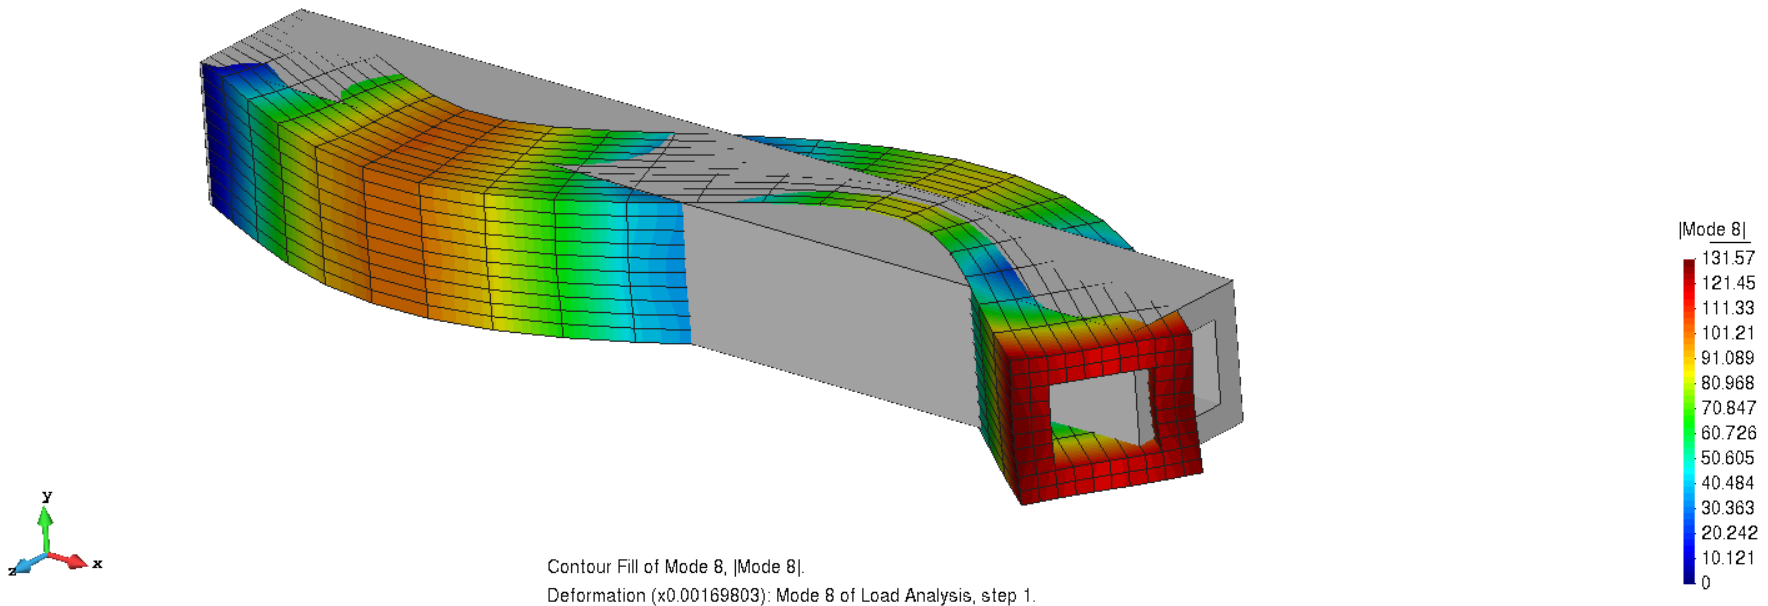 |Mode 8|
131.57
121.45
111.33
101.21
91.089
80.968
70.847
60.726
50.605
40.484
30.363
20.242
10.121
0
y
z
x
Contour Fill of Mode 8, |Mode 8|.
Deformation (x0.00169803): Mode 8 of Load Analysis, step 1.